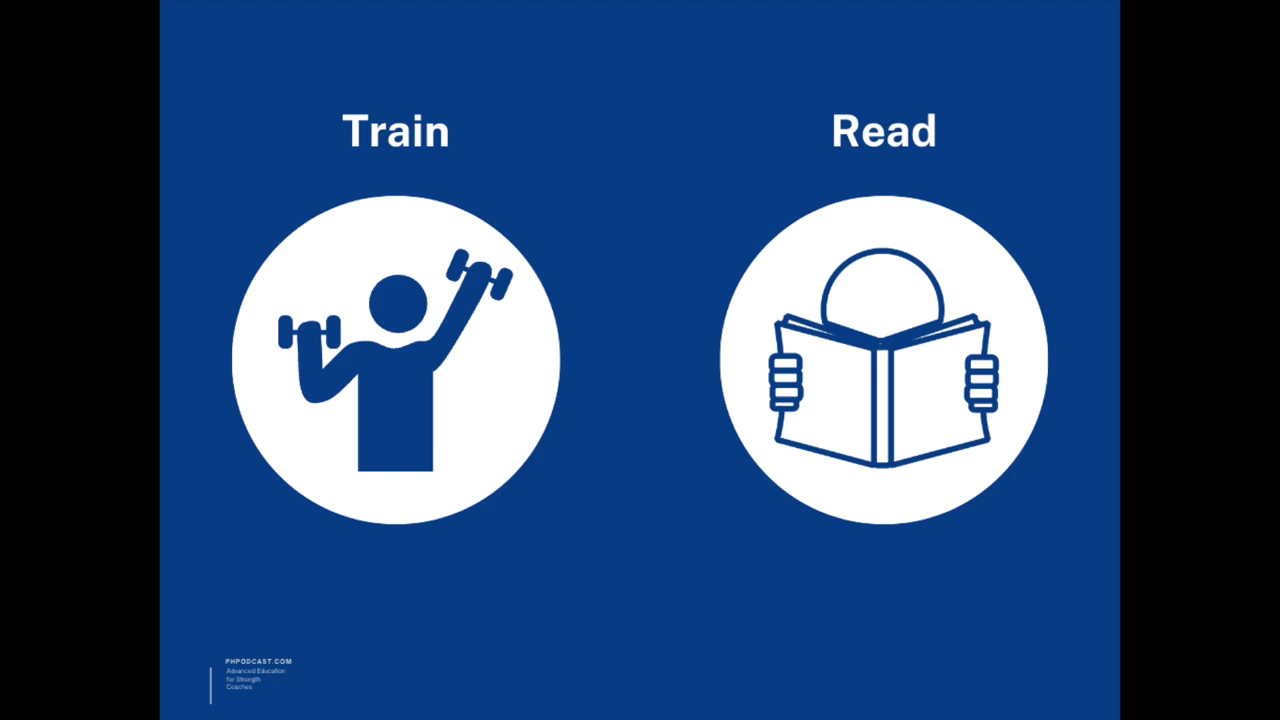 Train
Read
PHPODCAST.COM
Advanced Education
for Strength
Coaches